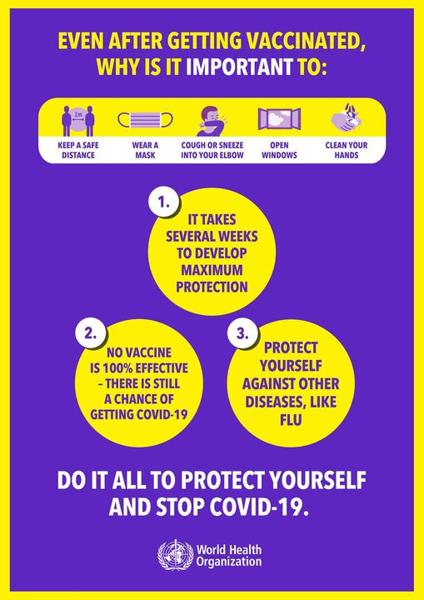 EVEN AFTER GETTING VACCINATED,
WHY IS IT IMPORTANT TO:
1m
KEEP A SAFE
DISTANCE
WEAR A
MASK
COUGH OR SNEEZE
INTO YOUR ELBOW
OPEN
WINDOWS
CLEAN YOUR
HANDS
1.
IT TAKES
SEVERAL WEEKS
TO DEVELOP
MAXIMUM
PROTECTION
2.
NO VACCINE
IS 100% EFFECTIVE
– THERE IS STILL
A CHANCE OF
GETTING COVID-19
3.
PROTECT
YOURSELF
AGAINST OTHER
DISEASES, LIKE
FLU
DO IT ALL TO PROTECT YOURSELF
AND STOP COVID-19.
World Health
Organization